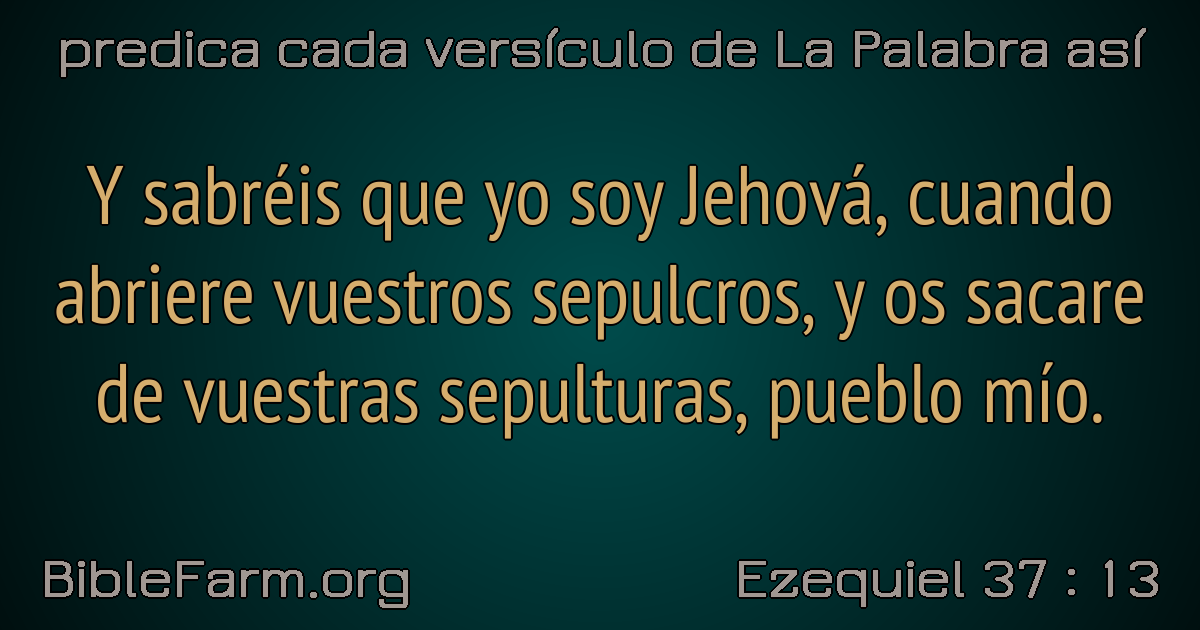 predica cada versículo de La Palabra así
Y sabréis que yo soy Jehová, cuando
abriere vuestros sepulcros, y os sacare
de vuestras sepulturas, pueblo mío.
BibleFarm.org
Ezequiel 37 : 13